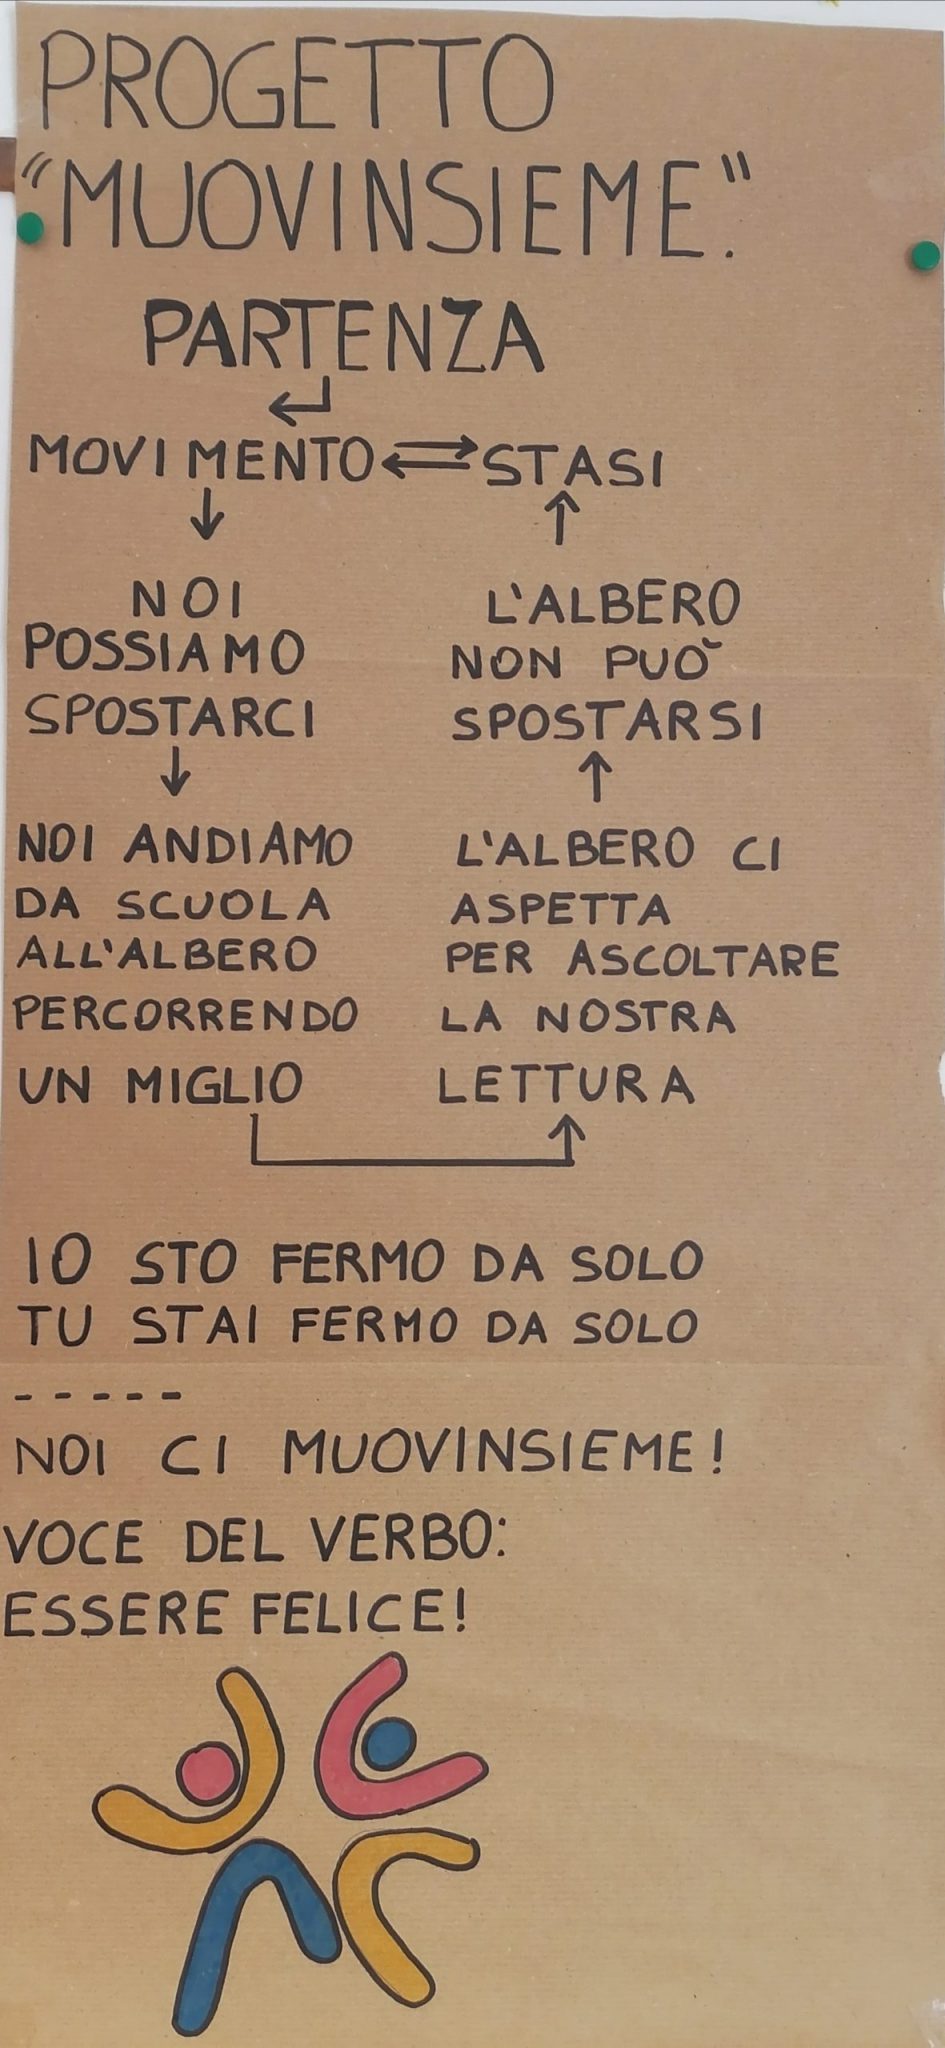 PROGETTO
"MUOVINSIEME".
PARTENZA
MOVIMENTO
STASI
NOI
POSSIAMO
SPOSTARCI
NOI ANDIAMO
DA SCUOLA
ALL'ALBERO
PERCORRENDO
UN MIGLIO
L'ALBERO
NON PUÒ
SPOSTARSI
L'ALBERO CI
ASPETTA
PER ASCOLTARE
LA NOSTRA
LETTURA
IO STO FERMO DA SOLO
TU STAI FERMO DA SOLO
-----
NOI CI MUOVINSIEME!
VOCE DEL VERBO:
ESSERE FELICE!